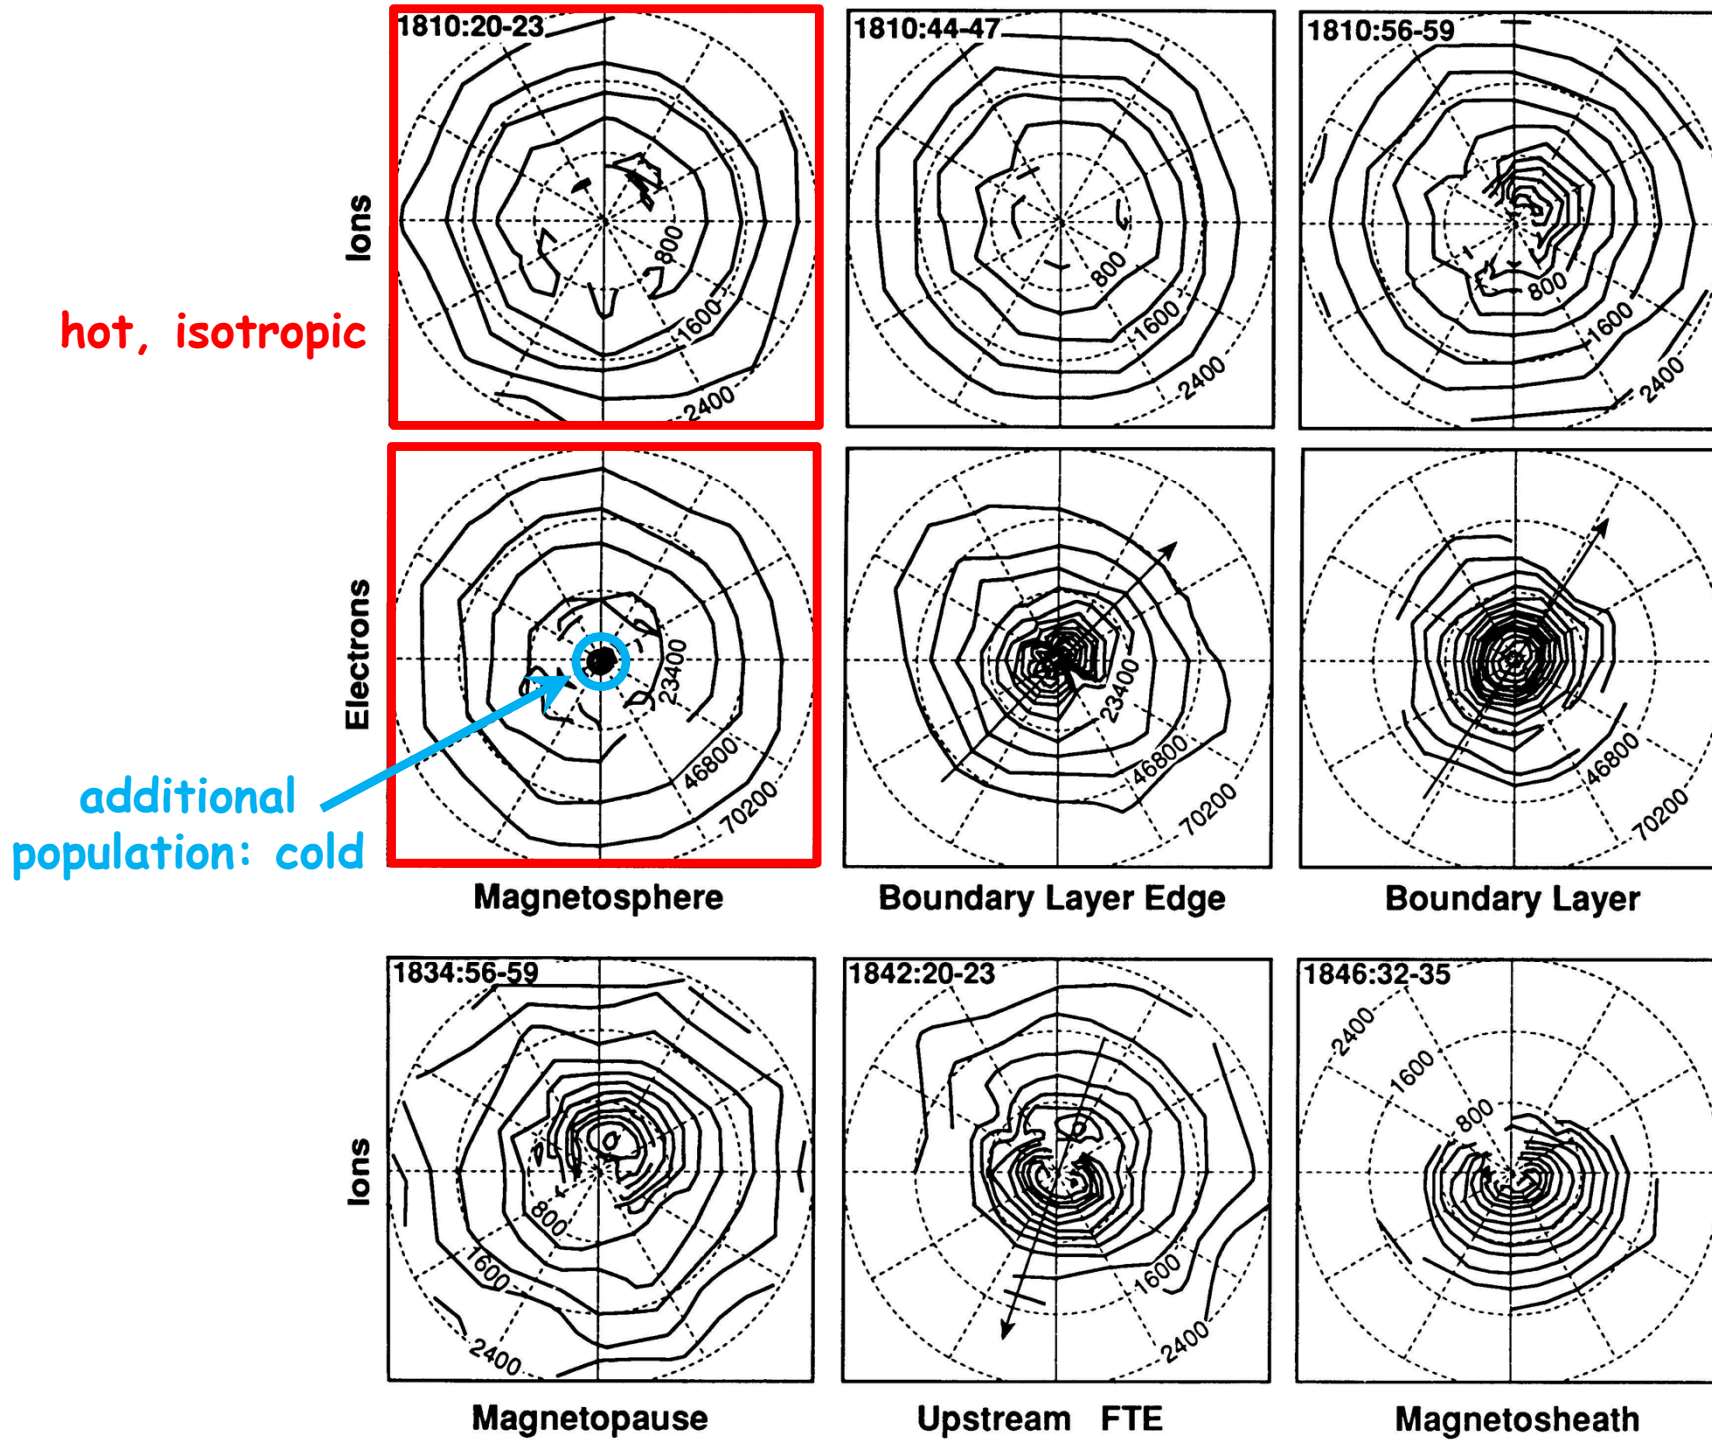 1810:20-23
1810:44-47
1810:56-59
Ions
800
1600
2400
800
1600
2400
800
1600
2400
hot, isotropic
Electrons
23400
46800
70200
23400
46800
70200
46800
70200
additional
population: cold
Magnetosphere
Boundary Layer Edge
Boundary Layer
1834:56-59
1842:20-23
1846:32-35
Ions
800
1600
2400
1600
2400
2400
1600
800
Magnetopause
Upstream FTE
Magnetosheath